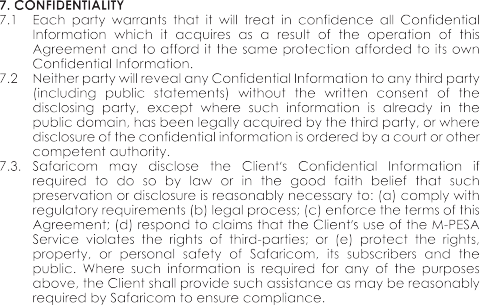 7. CONFIDENTIALITY
7.1 Each party warrants that it will treat in confidence all Confidential
Information which it acquires as a result of the operation of this
Agreement and to afford it the same protection afforded to its own
Confidential Information.
7.2 Neither party will reveal any Confidential Information to any third party
(including public statements) without the written consent of the
disclosing party, except where such information is already in the
public domain, has been legally acquired by the third party, or where
disclosure of the confidential information is ordered by a court or other
competent authority.
7.3. Safaricom may disclose the Client's Confidential Information if
required to do so by law or in the good faith belief that such
preservation or disclosure is reasonably necessary to: (a) comply with
regulatory requirements (b) legal process; (c) enforce the terms of this
Agreement; (d) respond to claims that the Client's use of the M-PESA
Service violates the rights of third-parties; or (e) protect the rights,
property, or personal safety of Safaricom, its subscribers and the
public. Where such information is required for any of the purposes
above, the Client shall provide such assistance as may be reasonably
required by Safaricom to ensure compliance.